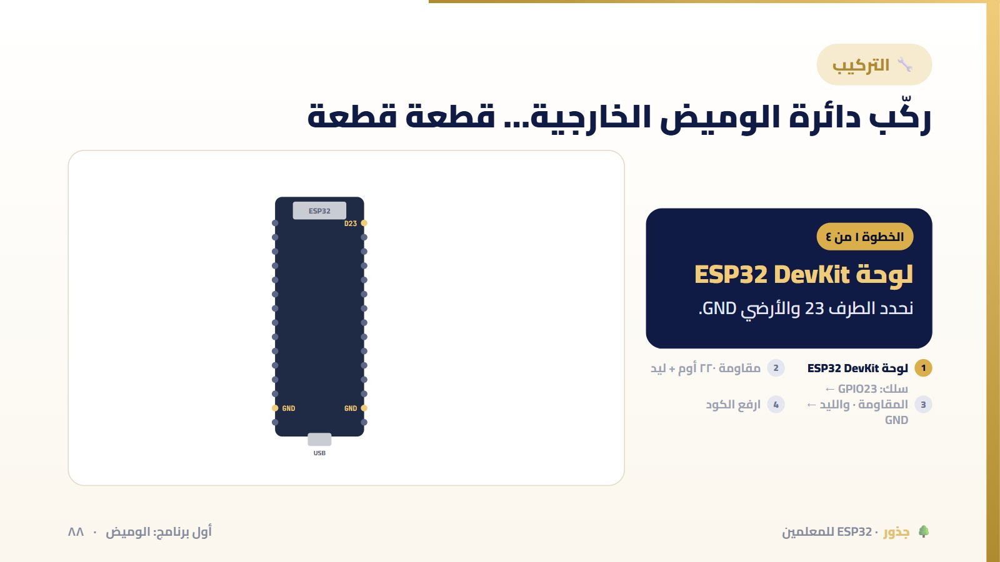 التركيب
ركّب دائرة الوميض الخارجية... قطعة قطعة
الخطوة ١ من ٤
لوحة ESP32 DevKit
نحدد الطرف 23 والأرضي GND.
1 لوحة ESP32 DevKit
2 مقاومة ٢٢٠ أوم + ليد
3 سلك: GPIO23 ←
المقاومة · والليد ←
GND
4 ارفع الكود
ESP32
D23
GND GND
USB
جذور · ESP32 للمعلمين
أول برنامج: الوميض · ٨٨